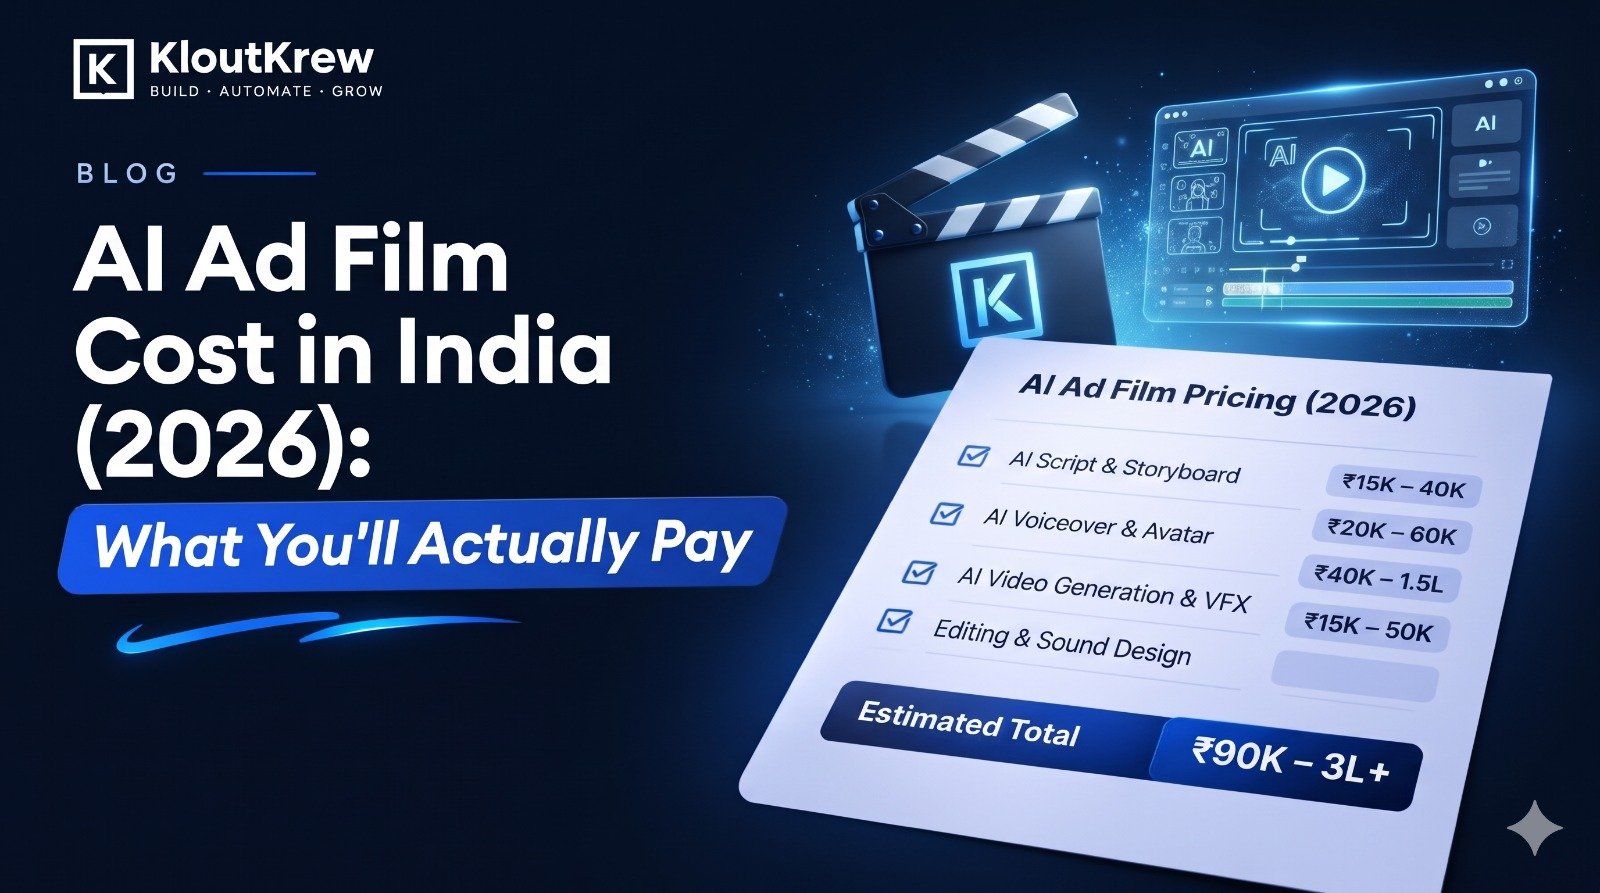 K
KloutKrew
BUILD · AUTOMATE · GROW
BLOG
AI Ad Film
Cost in India
(2026):
What You'll Actually Pay
K
AI
AI
AI
AI Ad Film Pricing (2026)
AI Script & Storyboard ₹15K – 40K
AI Voiceover & Avatar ₹20K – 60K
AI Video Generation & VFX ₹40K – 1.5L
Editing & Sound Design ₹15K – 50K
Estimated Total ₹90K – 3L+